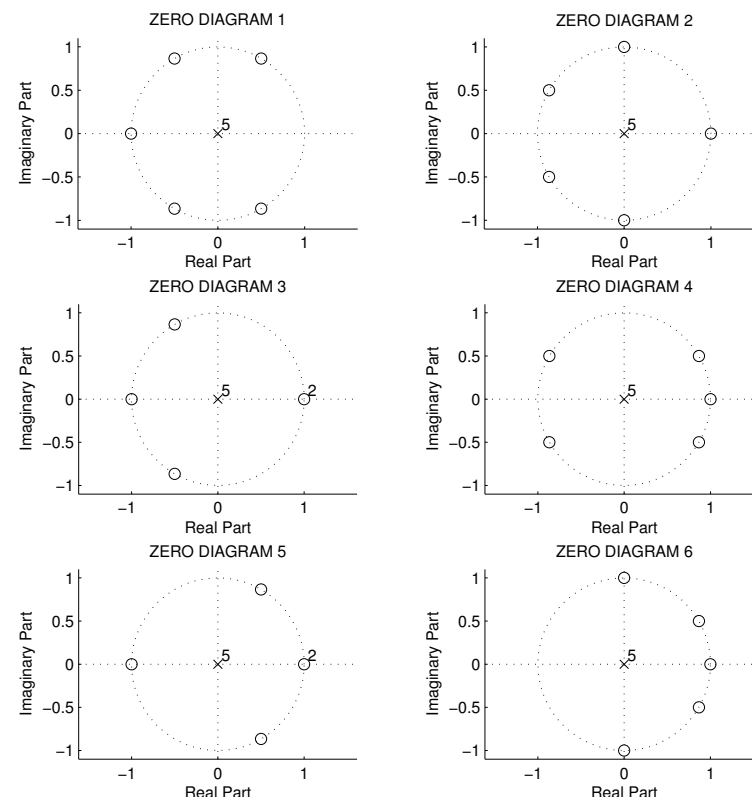 ZERO DIAGRAM 1
1
0.5
0
−0.5
−1
Imaginary Part
5
−1 0 1
Real Part
ZERO DIAGRAM 2
1
0.5
0
−0.5
−1
Imaginary Part
5
−1 0 1
Real Part
ZERO DIAGRAM 3
1
0.5
0
−0.5
−1
Imaginary Part
5
2
−1 0 1
Real Part
ZERO DIAGRAM 4
1
0.5
0
−0.5
−1
Imaginary Part
5
−1 0 1
Real Part
ZERO DIAGRAM 5
1
0.5
0
−0.5
−1
Imaginary Part
5
2
−1 0 1
Real Part
ZERO DIAGRAM 6
1
0.5
0
−0.5
−1
Imaginary Part
5
−1 0 1
Real Part